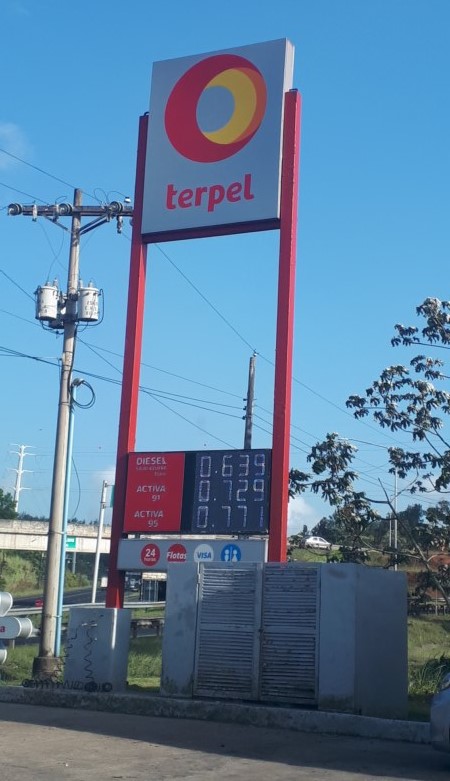 terpel
DIESEL
0.639
ACTIVA
91
0.729
ACTIVA
95
0.771
24
Flotas
VISA